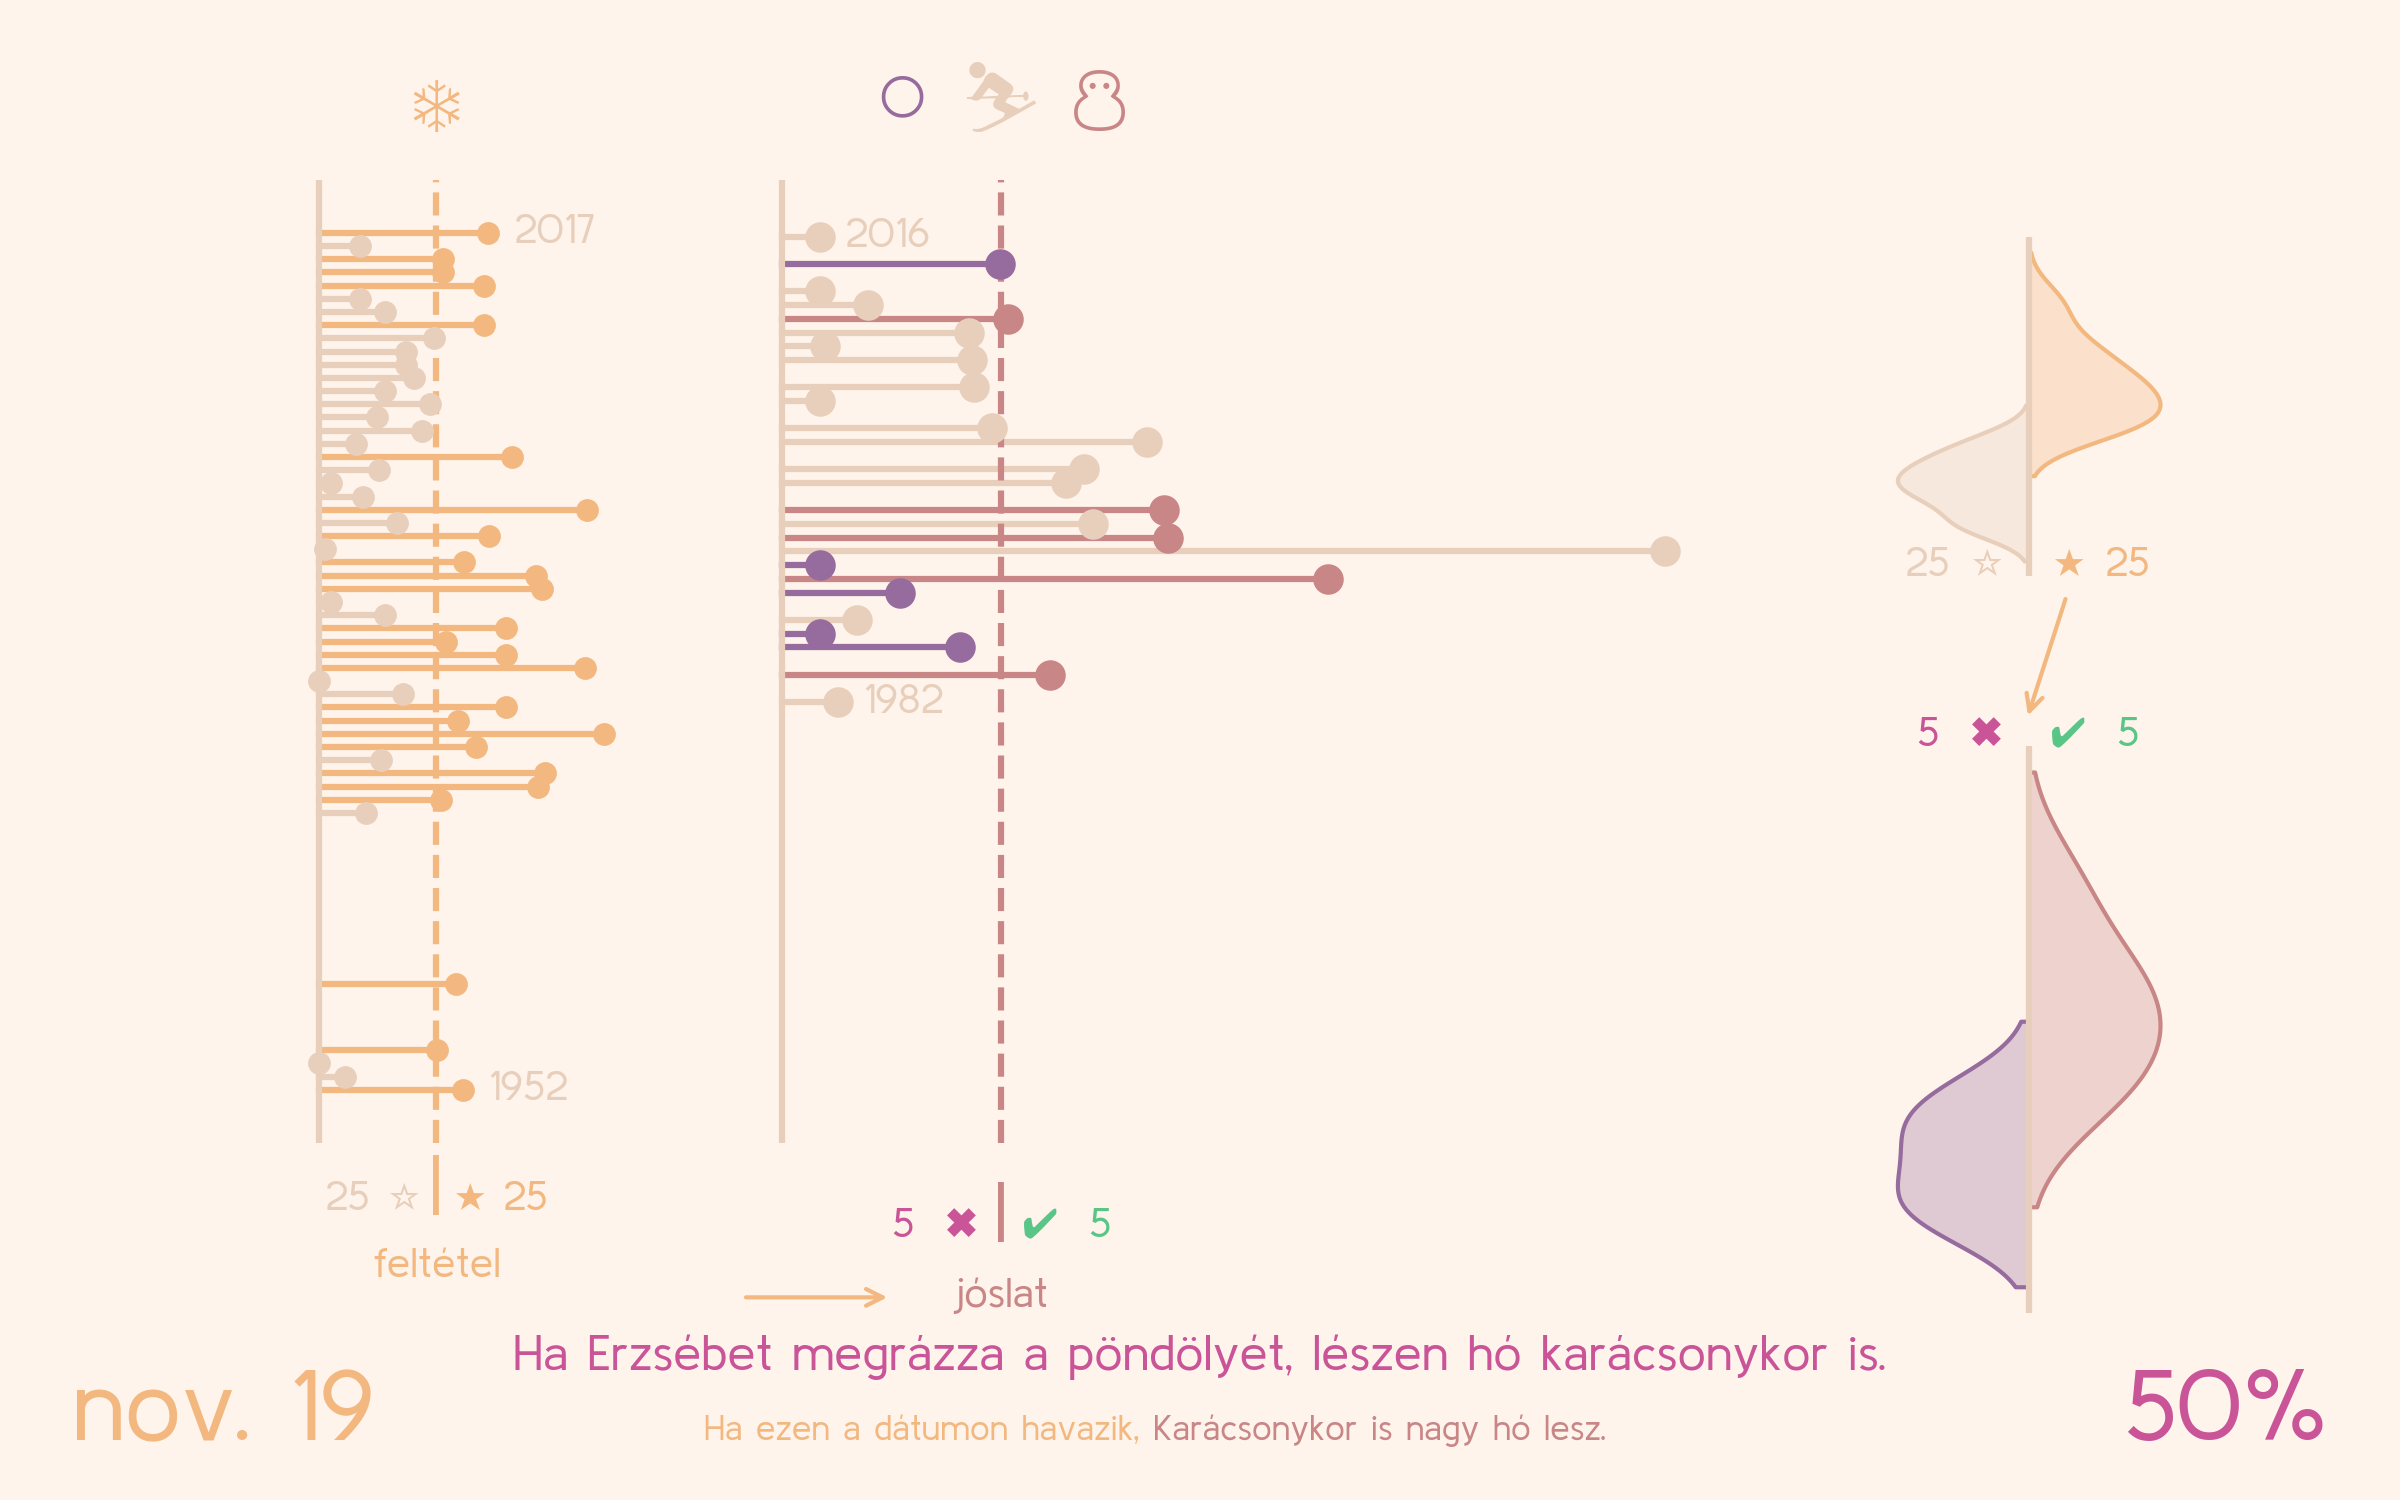 2017
2016
1982
25 ☆ ★ 25
5 ✖ ✔ 5
1952
25 ☆ ★ 25
5 ✖ ✔ 5
feltétel
jóslat
Ha Erzsébet megrázza a pöndölyét, lészen hó karácsonykor is.
nov. 19
50%
Ha ezen a dátumon havazik, Karácsonykor is nagy hó lesz.